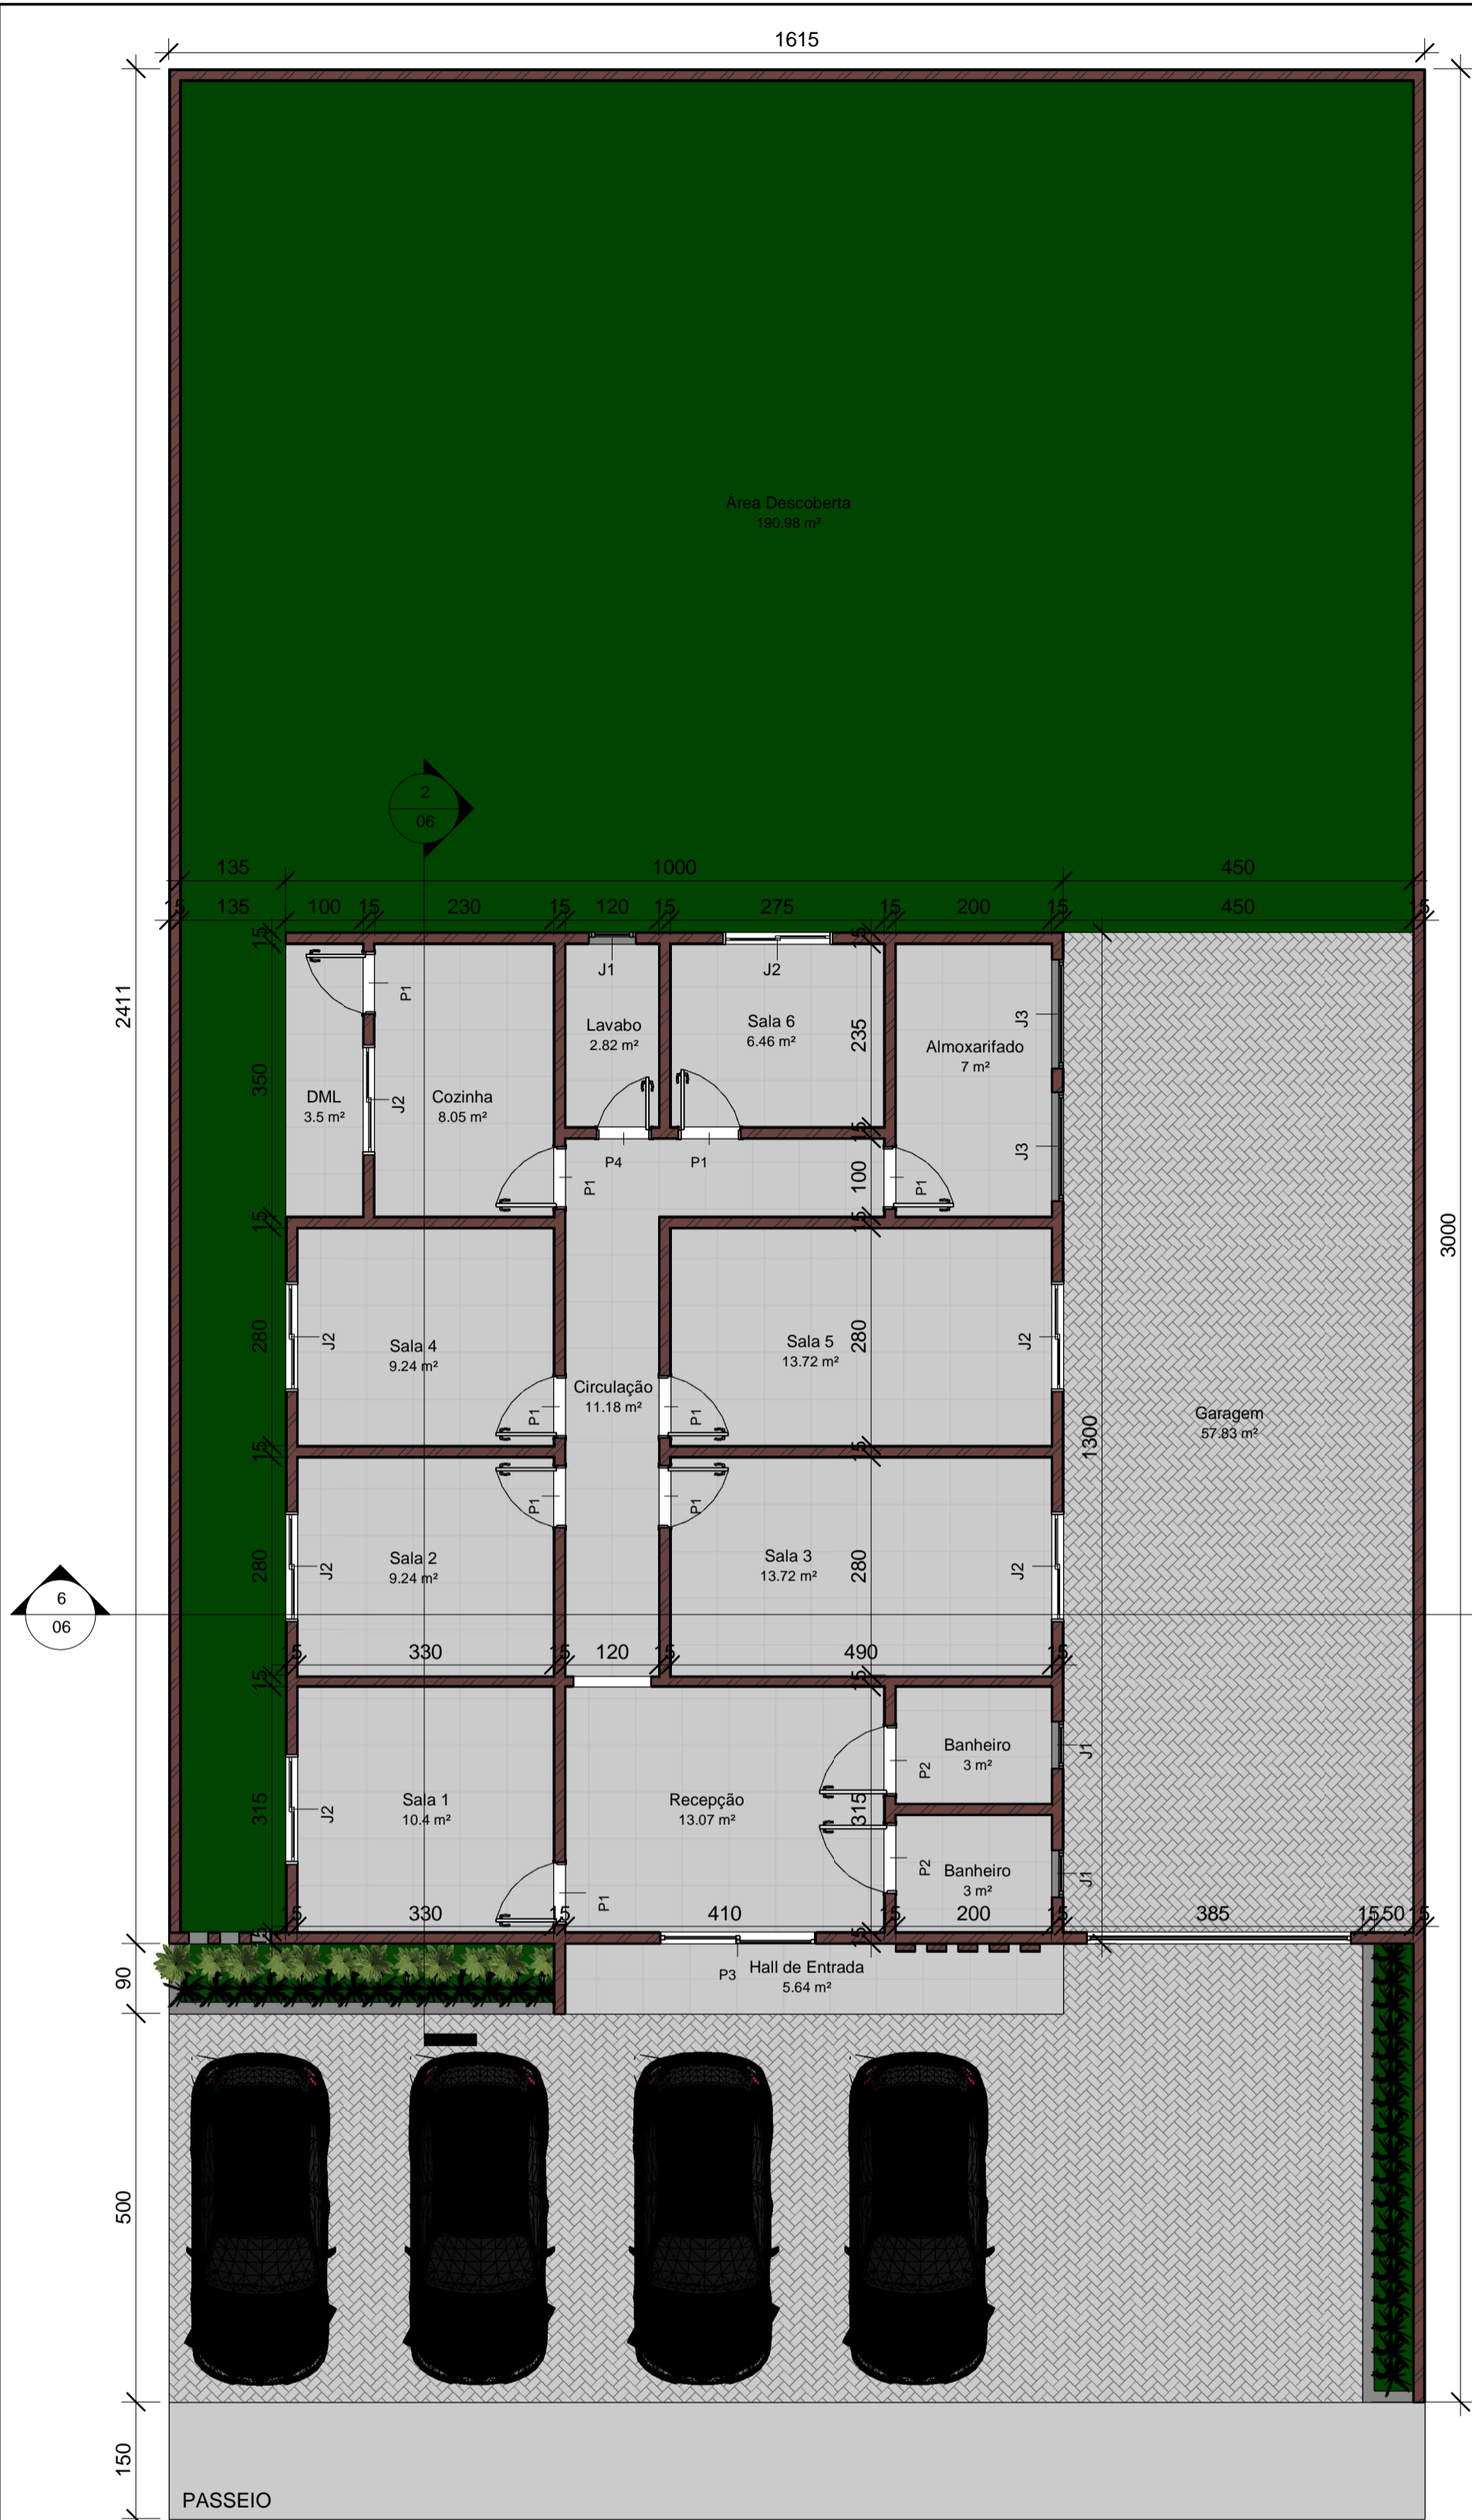 1615
Área Descoberta
190.98 m²
2
06
135
1000
450
15
135
100
15
230
15
120
15
275
15
200
15
450
15
2411
3000
15
15
J1
J2
P1
J3
Lavabo
2.82 m²
Sala 6
6.46 m²
235
Almoxarifado
7 m²
350
DML
3.5 m²
J2
Cozinha
8.05 m²
15
J3
P4
P1
P1
100
P1
15
15
280
J2
Sala 4
9.24 m²
Sala 5
13.72 m²
280
J2
Circulação
11.18 m²
P1
P1
Garagem
57.83 m²
1300
15
15
P1
P1
280
J2
Sala 2
9.24 m²
Sala 3
13.72 m²
280
J2
6
06
15
330
15
120
15
490
15
15
15
Banheiro
3 m²
J1
P2
315
J2
Sala 1
10.4 m²
Recepção
13.07 m²
315
P2
Banheiro
3 m²
J1
P1
15
330
15
410
15
200
15
385
15
50
15
15
15
90
P3
Hall de Entrada
5.64 m²
500
150
PASSEIO